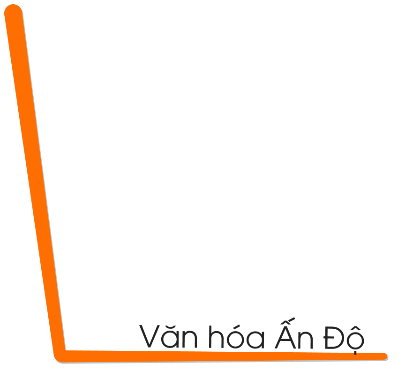 Văn hóa Ấn Độ